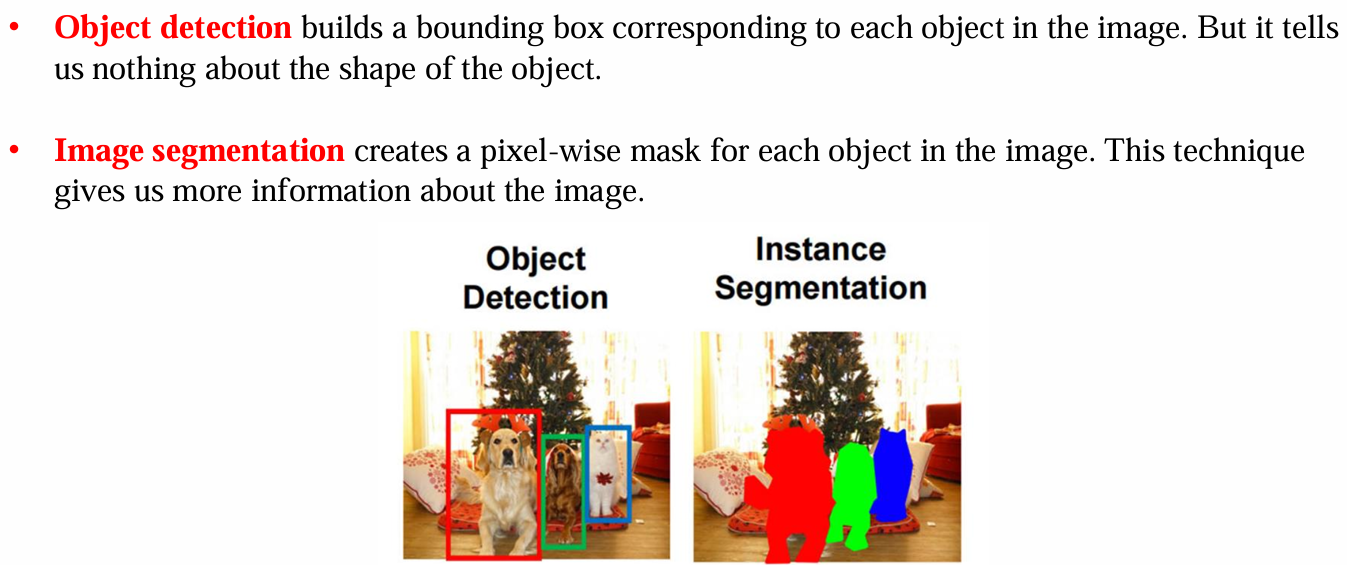 • Object detection builds a bounding box corresponding to each object in the image. But it tells
us nothing about the shape of the object.
• Image segmentation creates a pixel-wise mask for each object in the image. This technique
gives us more information about the image.
Object
Detection
Instance
Segmentation